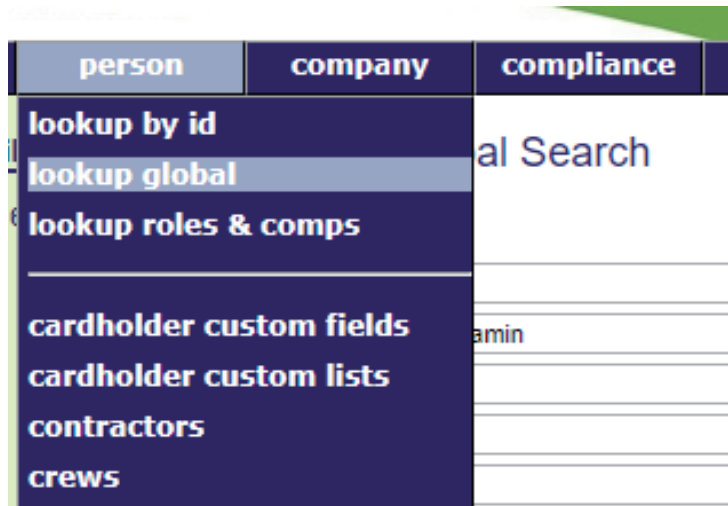 person company compliance
lookup by id
al Search
lookup global
lookup roles & comps
cardholder custom fields
amin
cardholder custom lists
contractors
crews